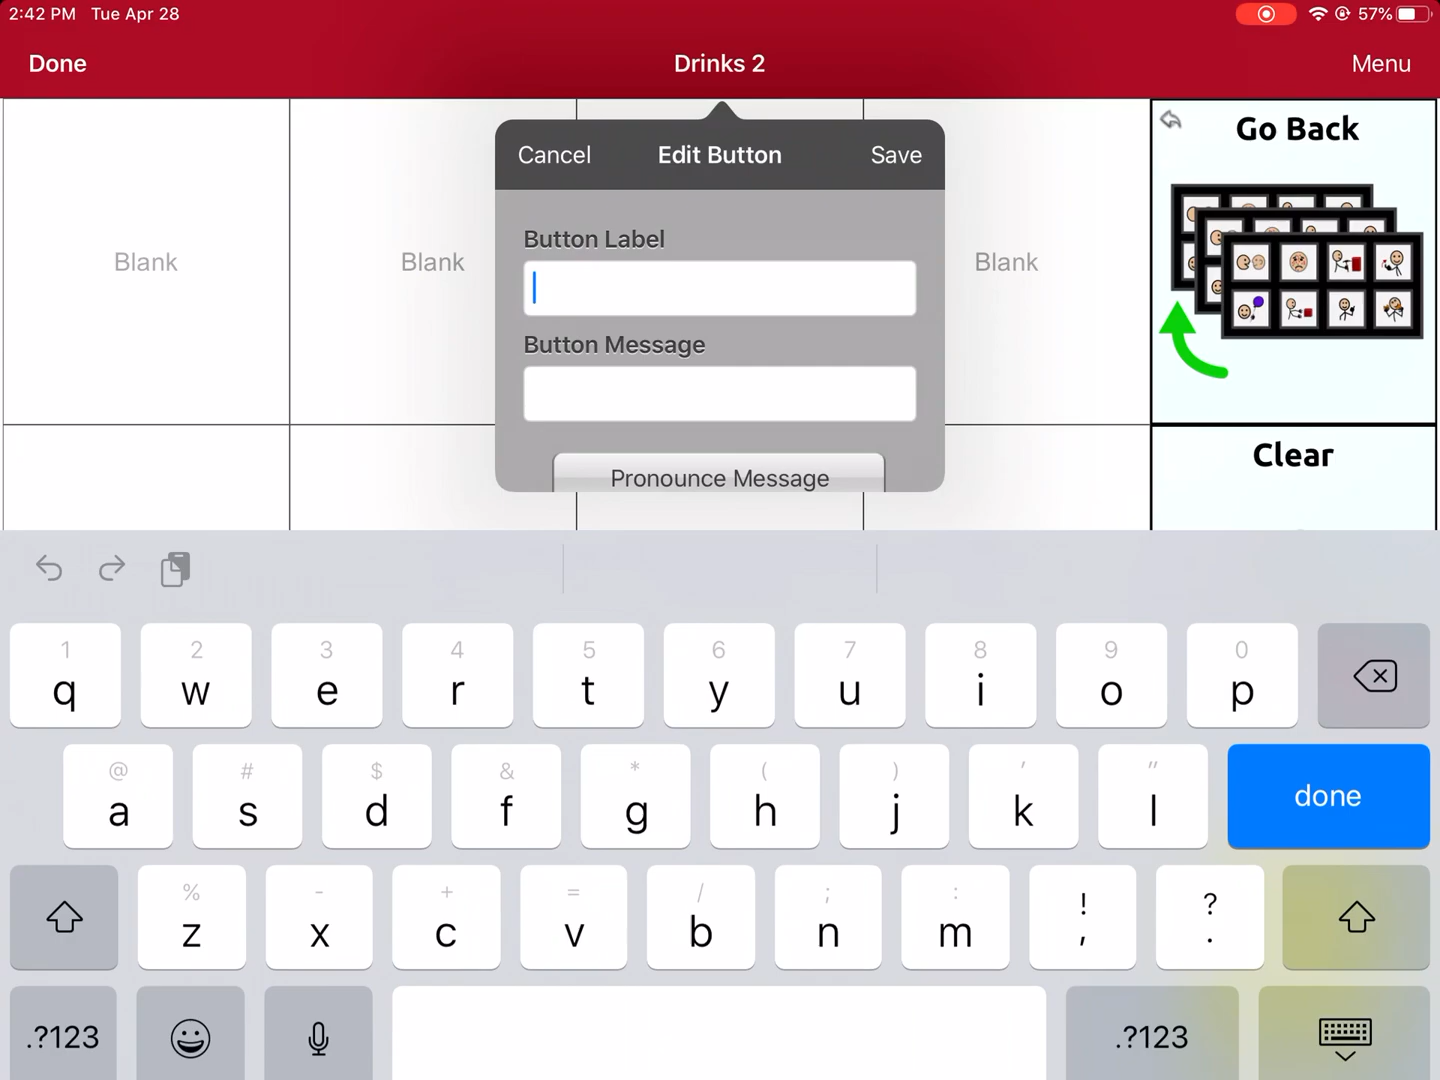 2:42 PM Tue Apr 28
57%
Done Drinks 2 Menu
Cancel Edit Button Save
Go Back
Button Label
Blank Blank Blank
Button Message
Clear
Pronounce Message
1 2 3 4 5 6 7 8 9 0
q w e r t y u i o p
@ # $ & * ( ) ' "
a s d f g h j k l done
% - + = / ; : ! ?
z x c v b n m , .
.?123 .?123